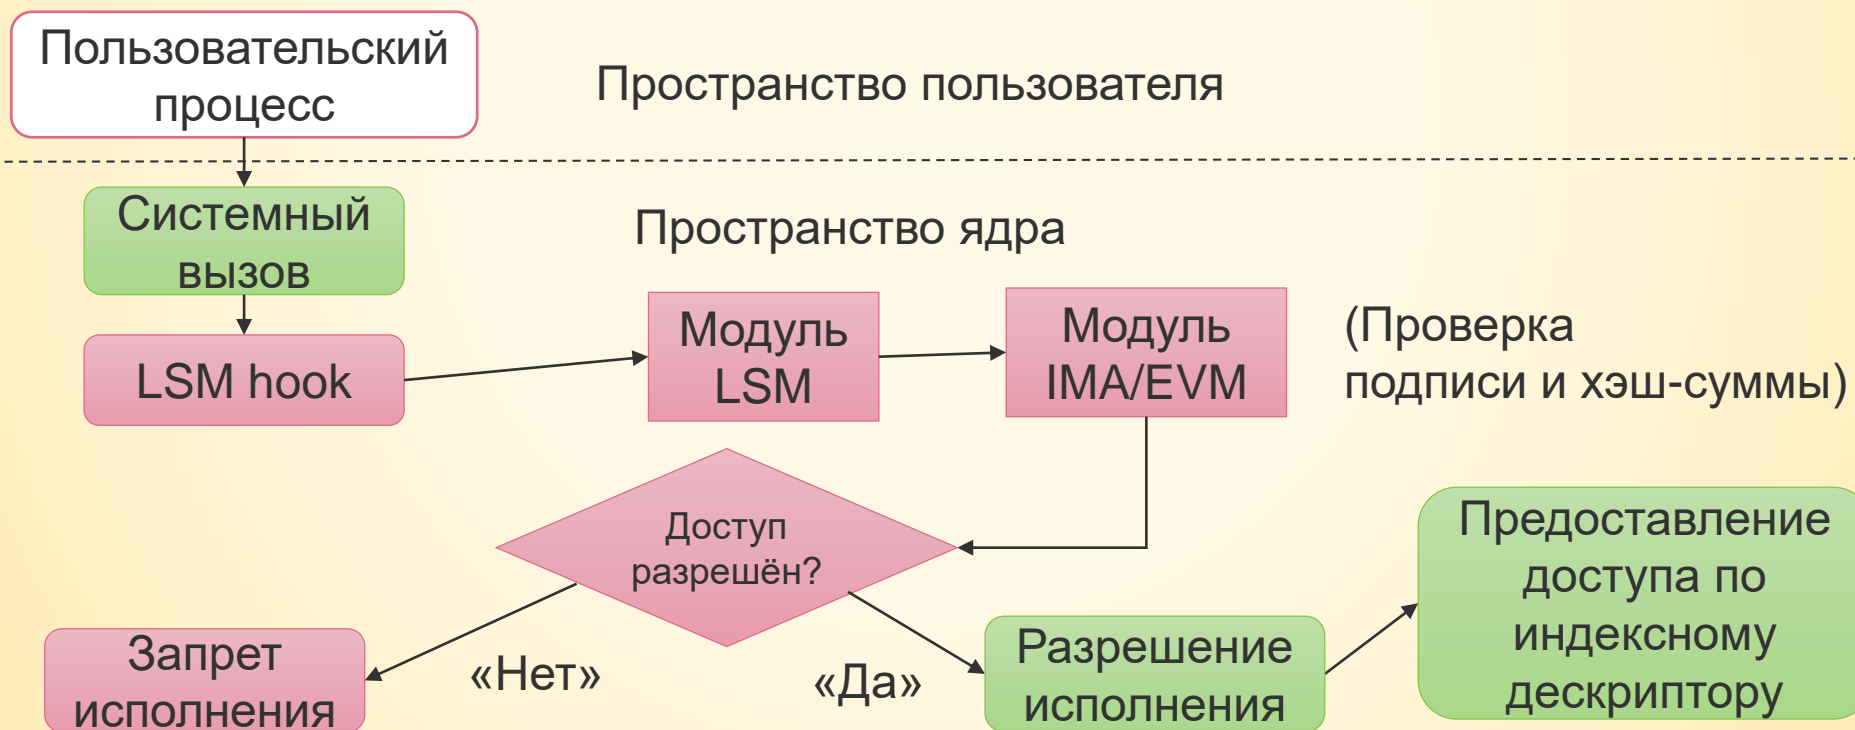 Пользовательский
процесс
Пространство пользователя
Системный
вызов
Пространство ядра
LSM hook
Модуль
LSM
Модуль
IMA/EVM
(Проверка
подписи и хэш-суммы)
Доступ
разрешён?
Запрет
исполнения
«Нет»
«Да»
Разрешение
исполнения
Предоставление
доступа по
индексному
дескриптору